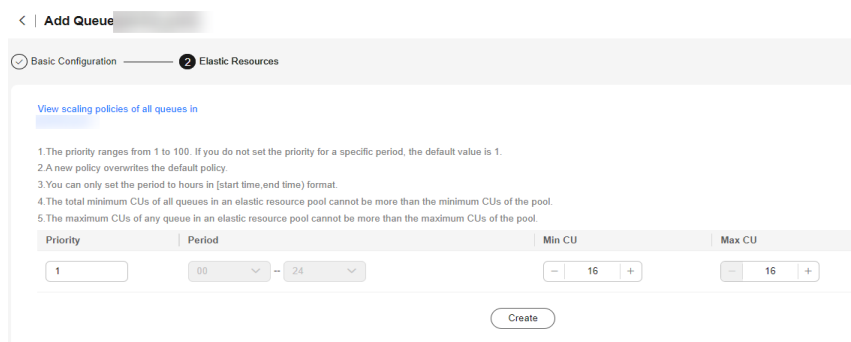 Add Queue
Basic Configuration
2 Elastic Resources
View scaling policies of all queues in
1.The priority ranges from 1 to 100. If you do not set the priority for a specific period, the default value is 1.
2.A new policy overwrites the default policy.
3.You can only set the period to hours in [start time,end time) format.
4.The total minimum CUs of all queues in an elastic resource pool cannot be more than the minimum CUs of the pool.
5.The maximum CUs of any queue in an elastic resource pool cannot be more than the maximum CUs of the pool.
Priority Period Min CU Max CU
1 00 -- 24 - 16 + - 16 +
Create